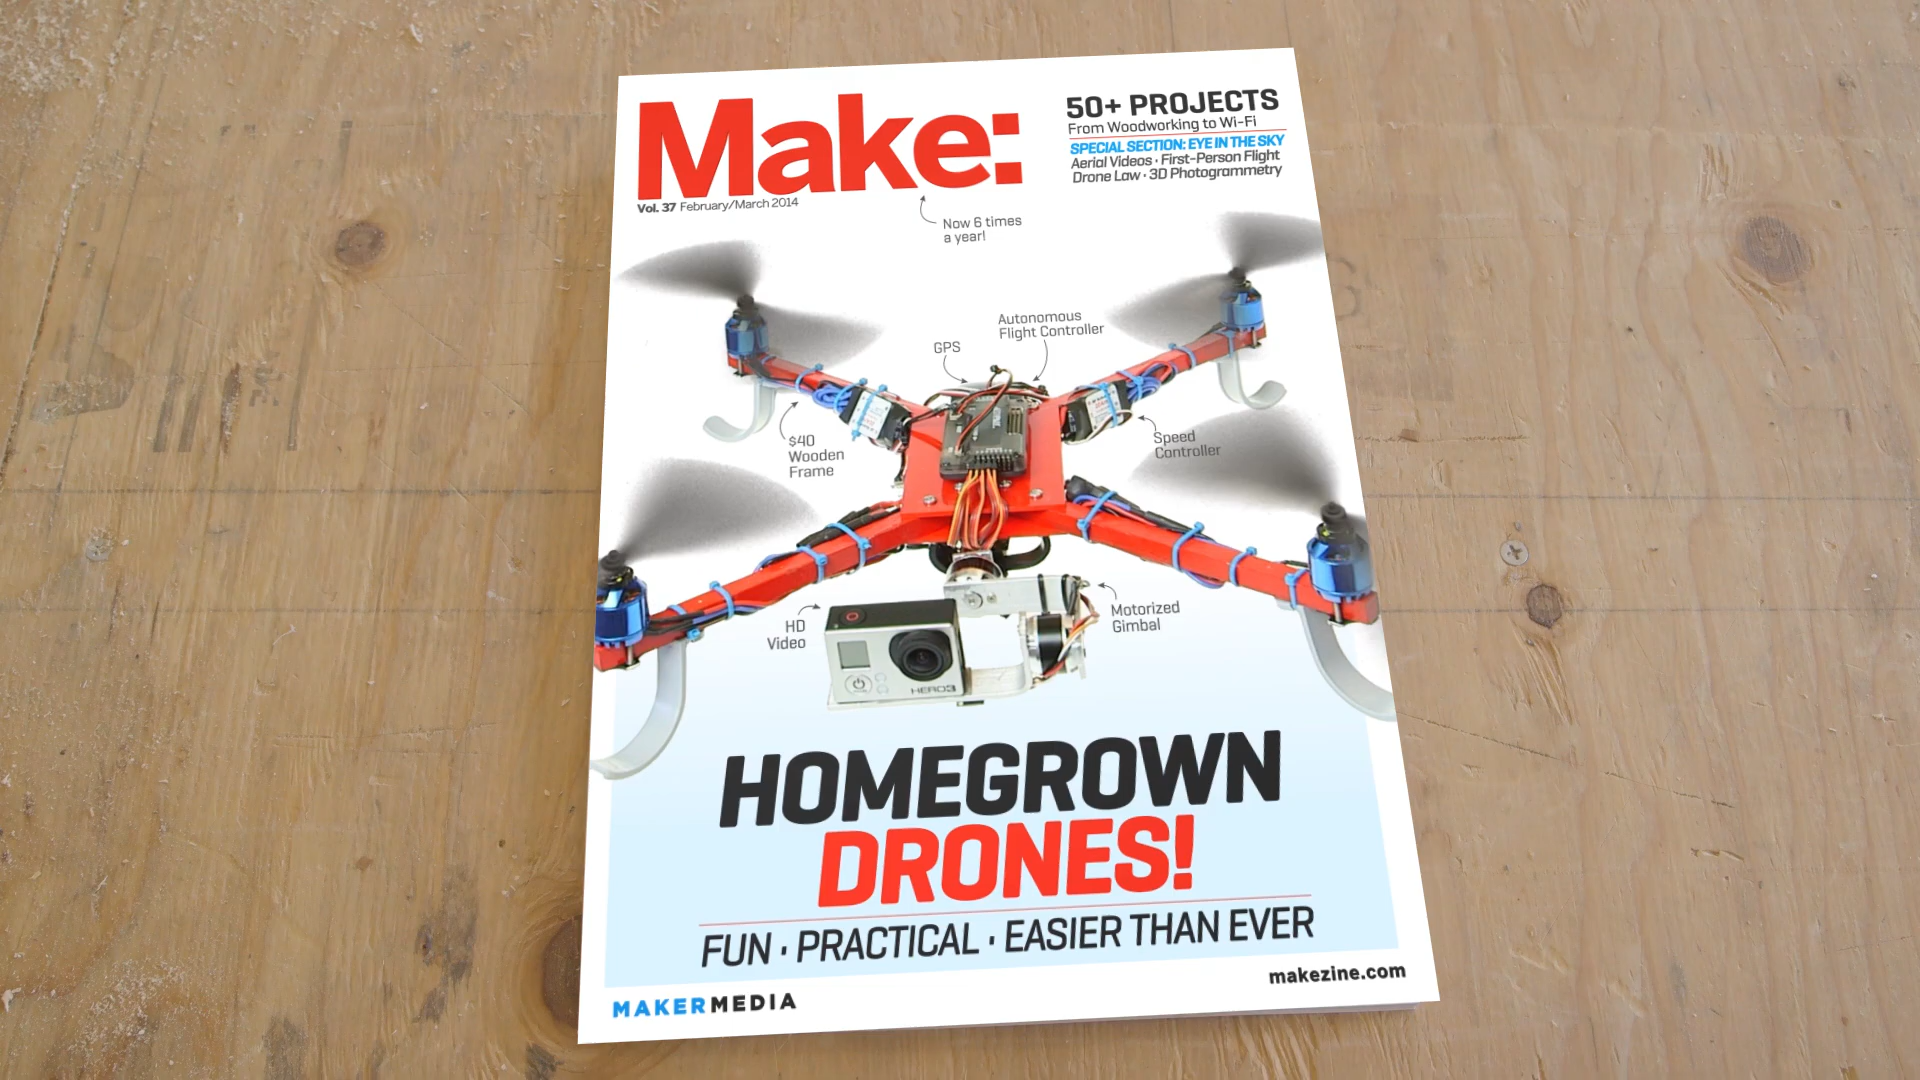 Make:
Vol. 37 February/March 2014
Now 6 times
a year!
50+ PROJECTS
From Woodworking to Wi-Fi
SPECIAL SECTION: EYE IN THE SKY
Aerial Videos · First-Person Flight
Drone Law · 3D Photogrammetry
Autonomous
Flight Controller
GPS
$40
Wooden
Frame
Speed
Controller
HD
Video
Motorized
Gimbal
HERO3
HOMEGROWN
DRONES!
FUN · PRACTICAL · EASIER THAN EVER
makezine.com
MAKERMEDIA